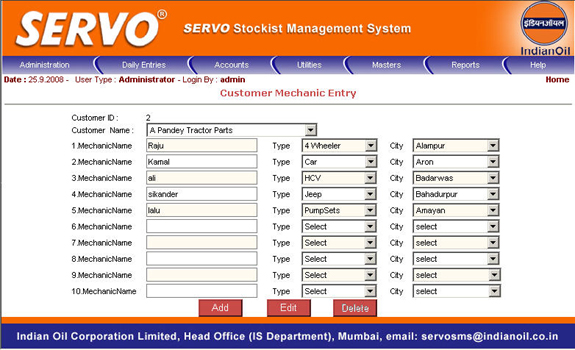 SERVO® SERVO Stockist Management System इंडियनऑयल
IndianOil
Administration Daily Entries Accounts Utilities Masters Reports Help
Date : 25.9.2008 - User Type : Administrator - Login By : admin Home
Customer Mechanic Entry
Customer ID : 2
Customer Name : A Pandey Tractor Parts
1.MechanicName Raju Type 4 Wheeler City Alampur
2.MechanicName Kamal Type Car City Aron
3.MechanicName ali Type HCV City Badarwas
4.MechanicName sikander Type Jeep City Bahadurpur
5.MechanicName lalu Type PumpSets City Amayan
6.MechanicName Type Select City select
7.MechanicName Type Select City select
8.MechanicName Type Select City select
9.MechanicName Type Select City select
10.MechanicName Type Select City select
Add Edit Delete
Indian Oil Corporation Limited, Head Office (IS Department), Mumbai, email: servosms@indianoil.co.in